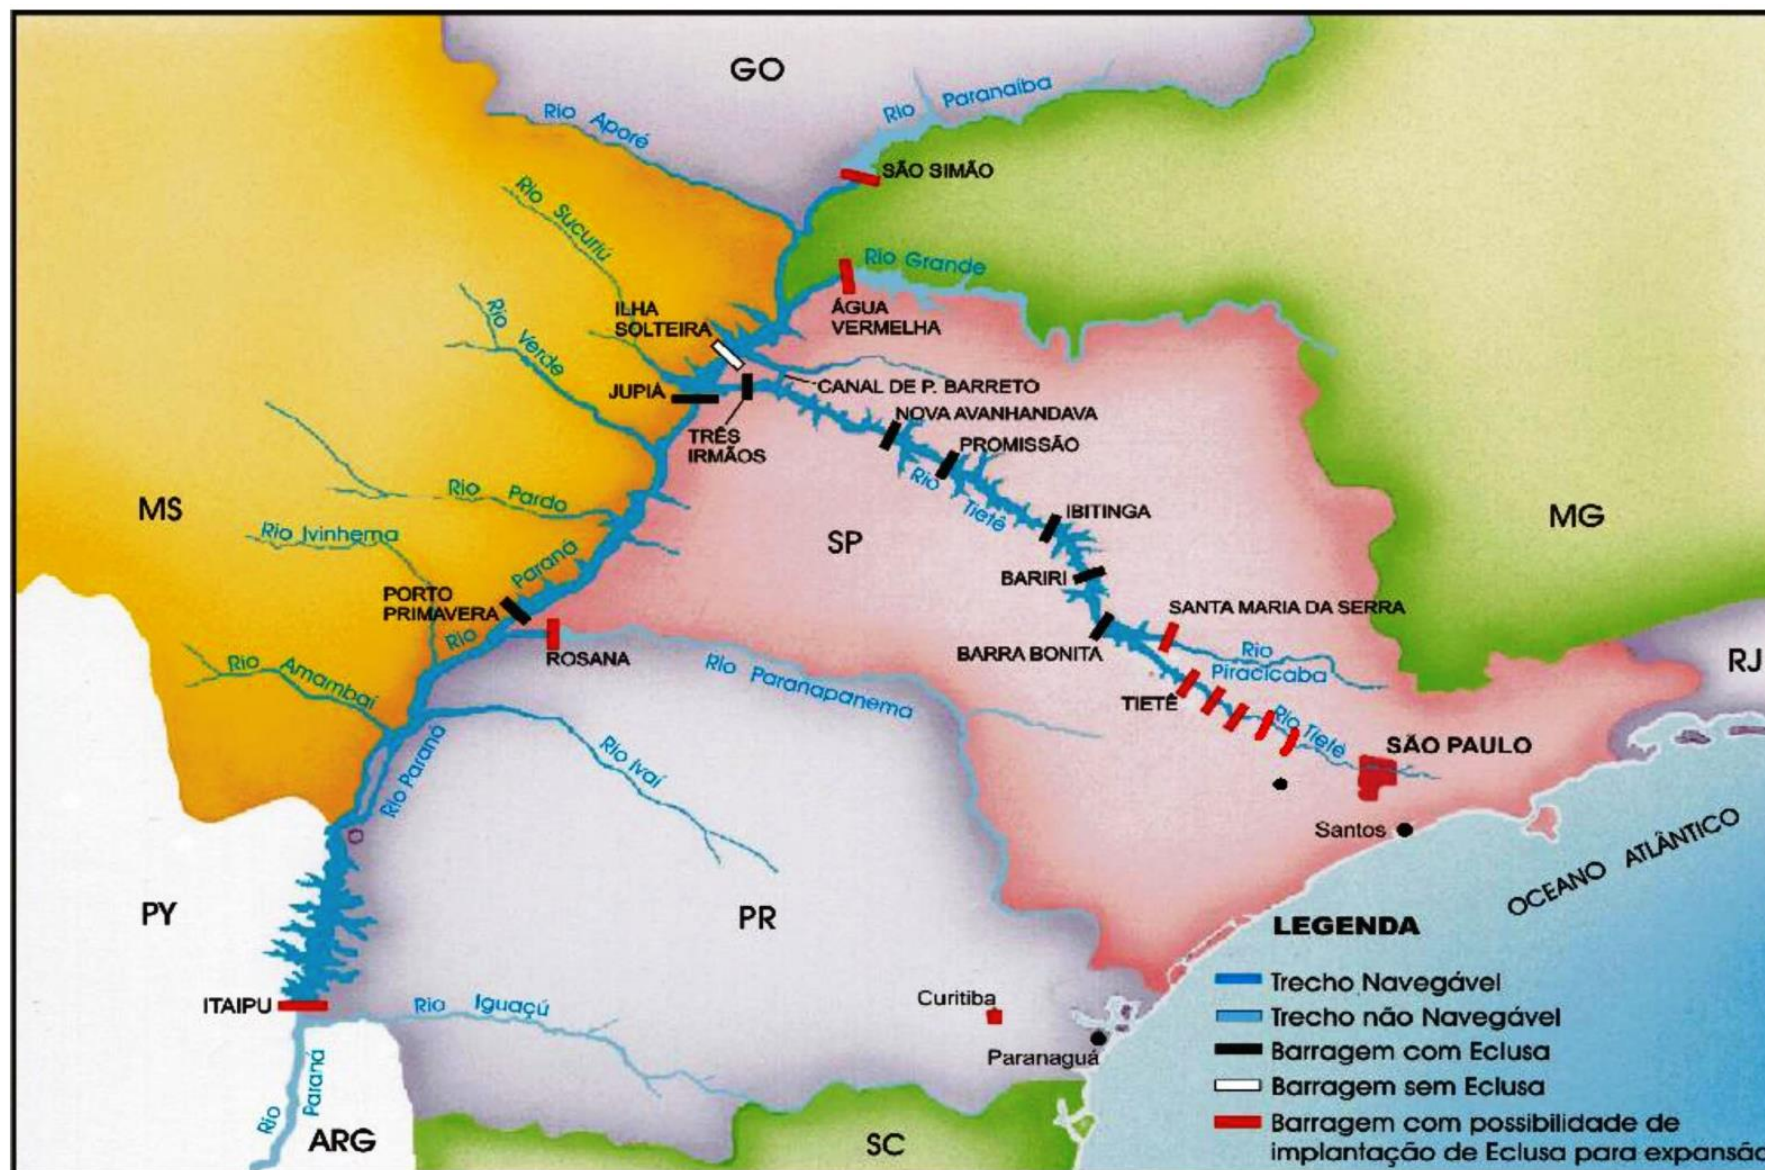 GO
Rio Paranaíba
Rio Aporé
SÃO SIMÃO
Rio Sucuriú
Rio Grande
ÁGUA
VERMELHA
ILHA
SOLTEIRA
Rio Verde
CANAL DE P. BARRETO
JUPIÁ
NOVA AVANHANDAVA
TRÊS
IRMÃOS
PROMISSÃO
Rio Tietê
Rio Pardo
MS
IBITINGA
MG
Rio Ivinhema
SP
BARIRI
PORTO
PRIMAVERA
Rio Paraná
SANTA MARIA DA SERRA
BARRA BONITA
Rio
Piracicaba
ROSANA
Rio Paranapanema
RJ
Rio Amambaí
TIETÊ
Rio Tietê
SÃO PAULO
Rio Ivaí
Rio Paraná
Santos
OCEANO ATLÂNTICO
PY
PR
LEGENDA
Trecho Navegável
Trecho não Navegável
Barragem com Eclusa
Barragem sem Eclusa
Barragem com possibilidade de
implantação de Eclusa para expansão
ITAIPU
Rio Iguaçú
Curitiba
Paranaguá
Rio Paraná
ARG
SC